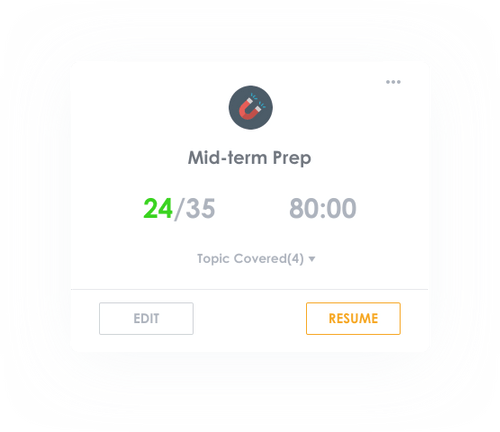 Mid-term Prep
24/35 80:00
Topic Covered(4)
EDIT RESUME